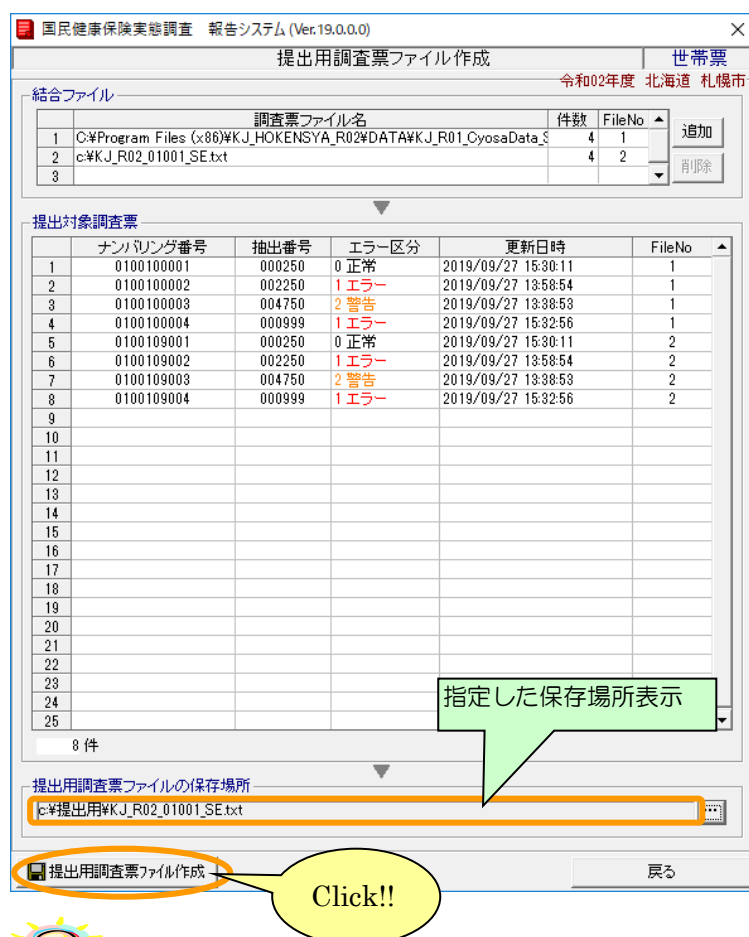 国民健康保険実態調査　報告システム (Ver.19.0.0.0)
提出用調査票ファイル作成 世帯票
令和02年度 北海道 札幌市
結合ファイル
調査票ファイル名 件数 FileNo
1 C:¥Program Files (x86)¥KJ_HOKENSYA_R02¥DATA¥KJ_R01_CyosaData_S 4 1
2 c:¥KJ_R02_01001_SE.txt 4 2
3
追加
削除
提出対象調査票
ナンバリング番号 抽出番号 エラー区分 更新日時 FileNo
1 0100100001 000250 0 正常 2019/09/27 15:30:11 1
2 0100100002 002250 1 エラー 2019/09/27 13:58:54 1
3 0100100003 004750 2 警告 2019/09/27 13:38:53 1
4 0100100004 000999 1 エラー 2019/09/27 15:32:56 1
5 0100109001 000250 0 正常 2019/09/27 15:30:11 2
6 0100109002 002250 1 エラー 2019/09/27 13:58:54 2
7 0100109003 004750 2 警告 2019/09/27 13:38:53 2
8 0100109004 000999 1 エラー 2019/09/27 15:32:56 2
9
10
11
12
13
14
15
16
17
18
19
20
21
22
23
24
25
指定した保存場所表示
8 件
提出用調査票ファイルの保存場所
c:¥提出用¥KJ_R02_01001_SE.txt
...
提出用調査票ファイル作成
戻る
Click!!